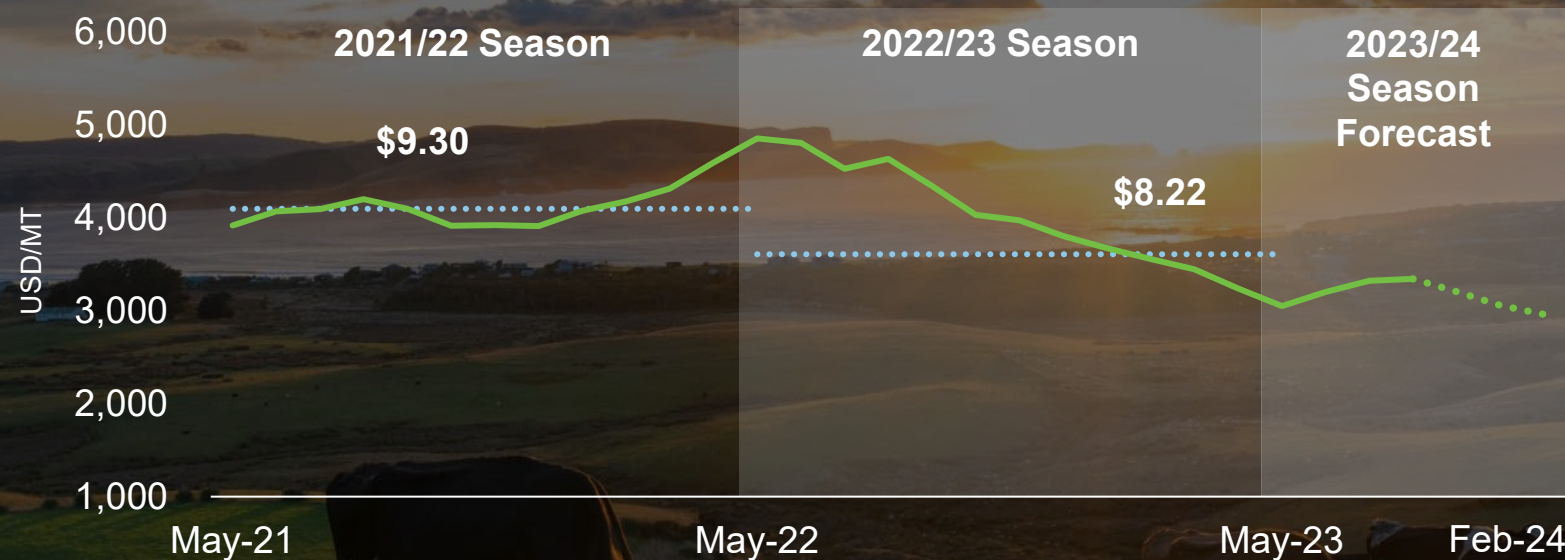 6,000
5,000
4,000
3,000
2,000
1,000
USD/MT
2021/22 Season
$9.30
2022/23 Season
$8.22
2023/24
Season
Forecast
May-21
May-22
May-23
Feb-24